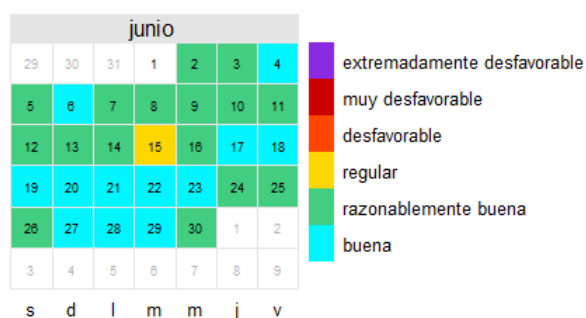 junio
29 30 31 1 2 3 4
5 6 7 8 9 10 11
12 13 14 15 16 17 18
19 20 21 22 23 24 25
26 27 28 29 30 1 2
3 4 5 6 7 8 9
s d l m m j v
extremadamente desfavorable
muy desfavorable
desfavorable
regular
razonablemente buena
buena